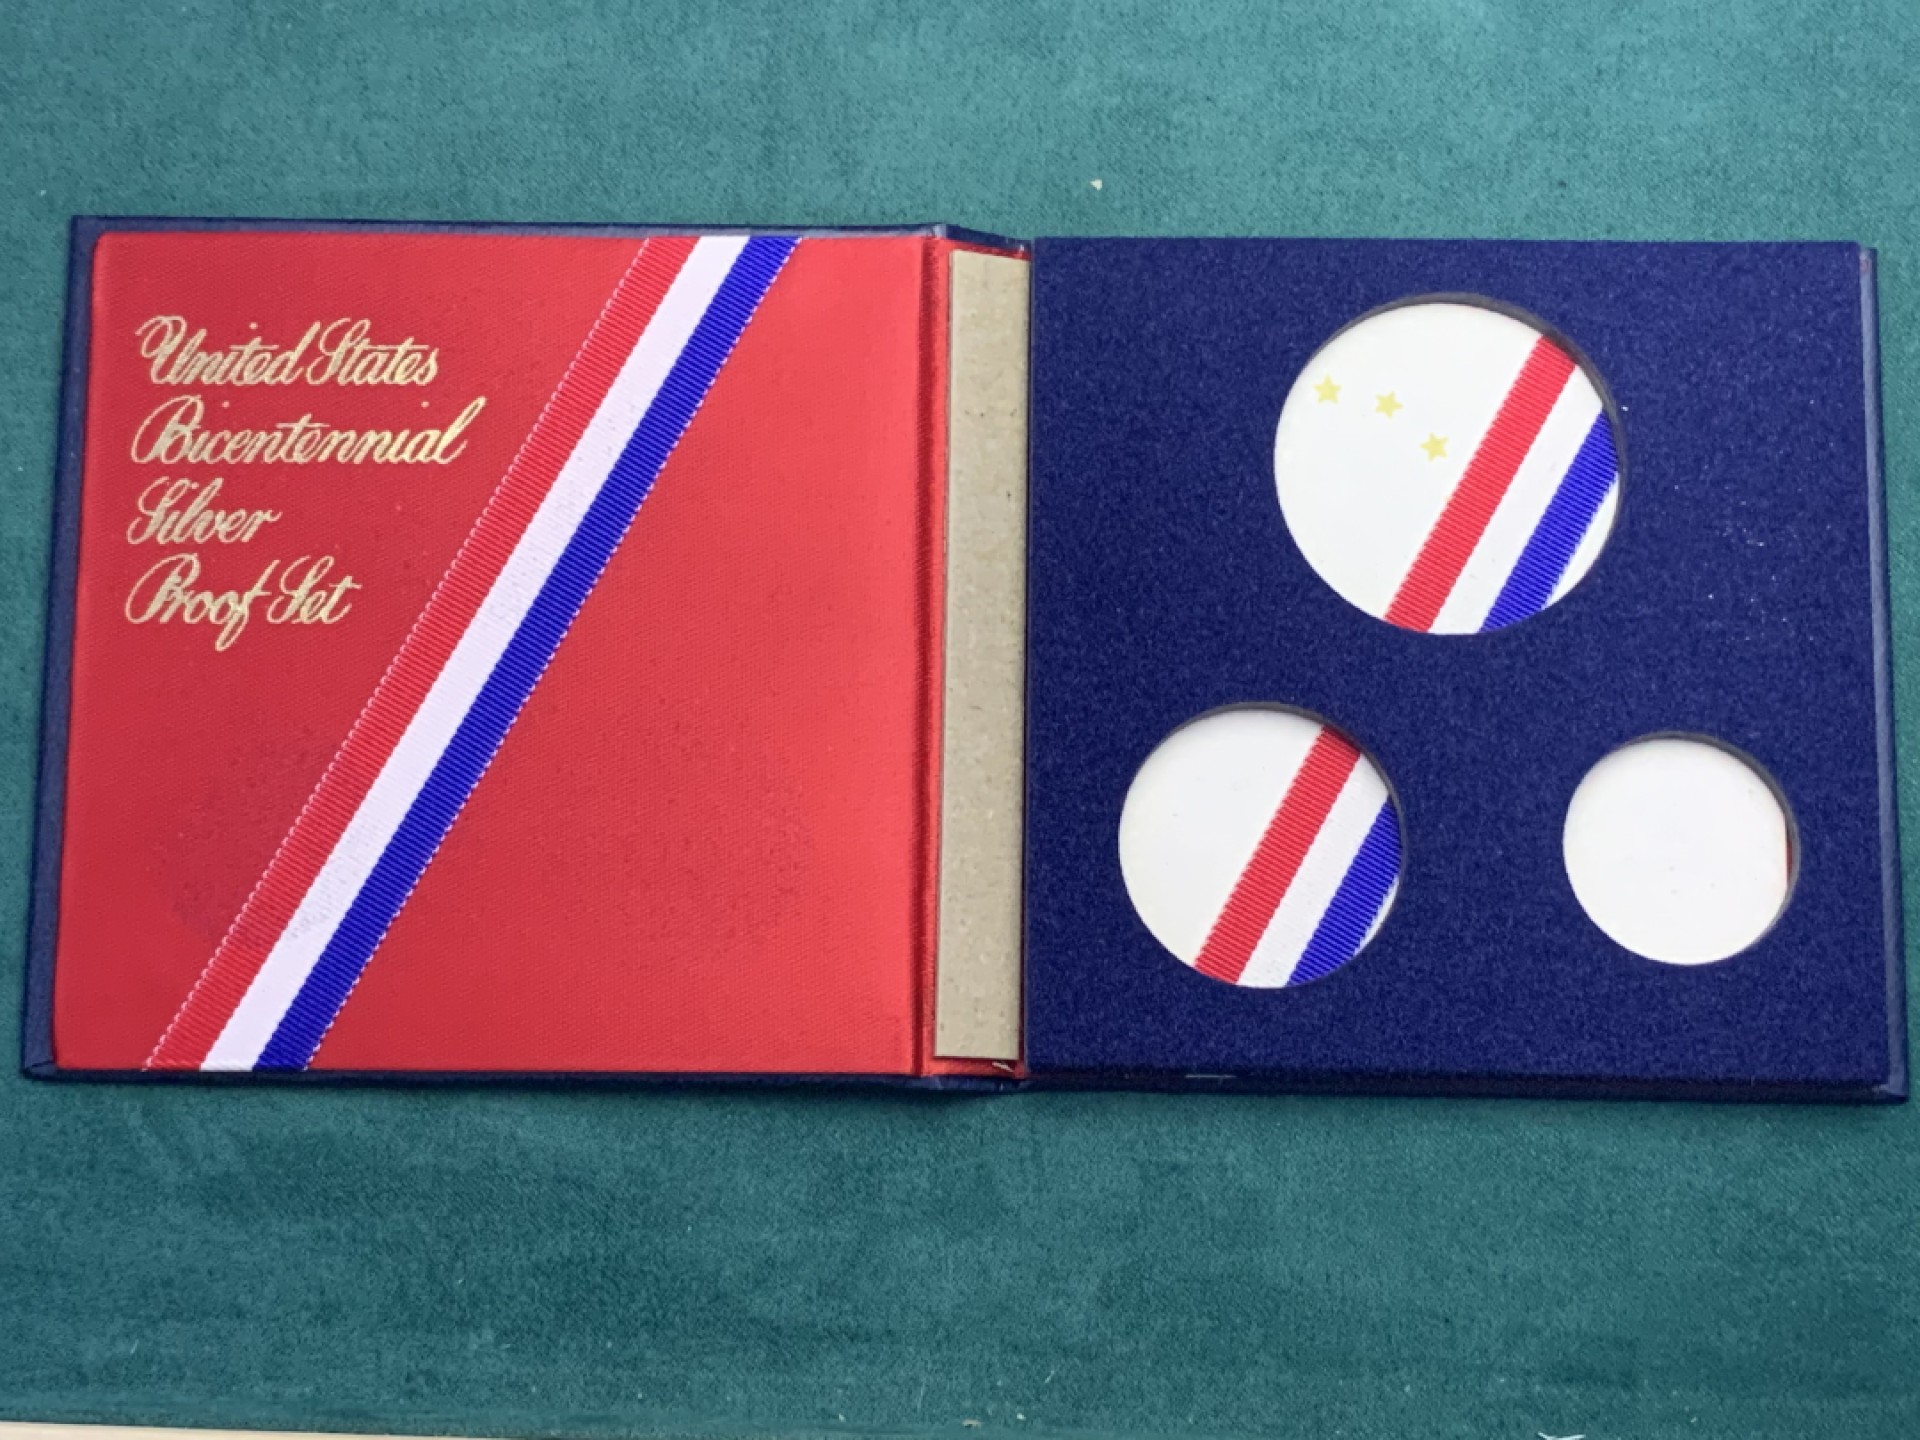 United States
Bicentennial
Silver
Proof Set